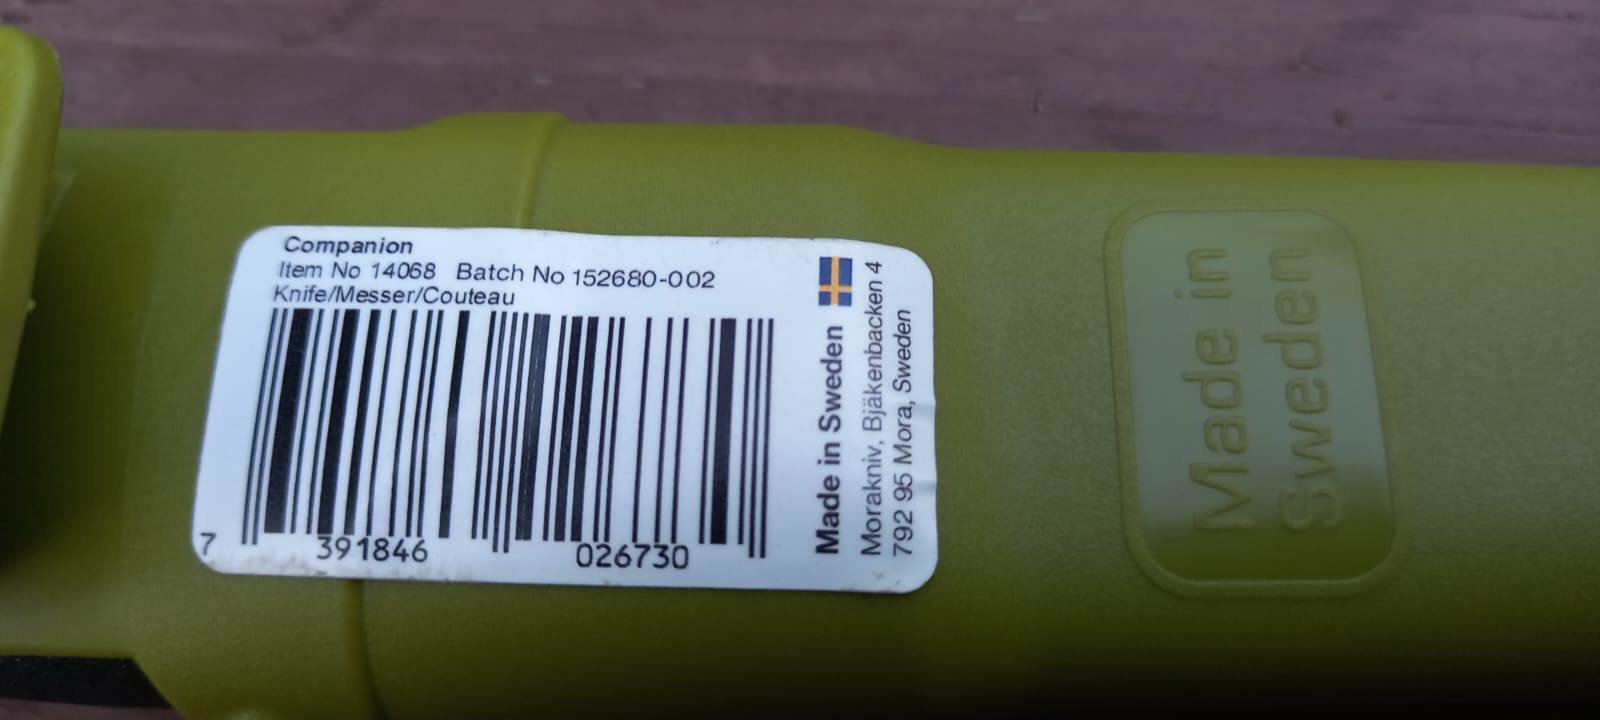 Companion
Item No 14068 Batch No 152680-002
Knife/Messer/Couteau
7 391846 026730
Made in Sweden
Morakniv, Bjäkenbacken 4
792 95 Mora, Sweden
Made in
Sweden